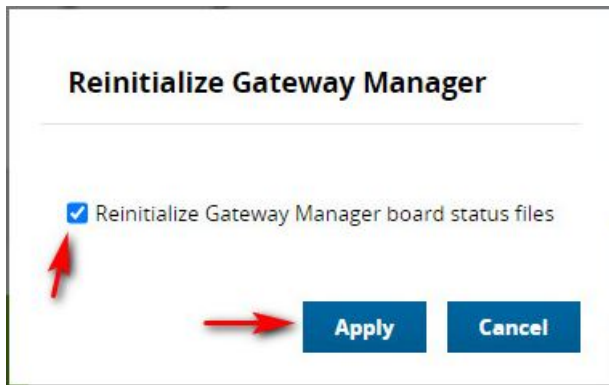 Reinitialize Gateway Manager
Reinitialize Gateway Manager board status files
Apply Cancel